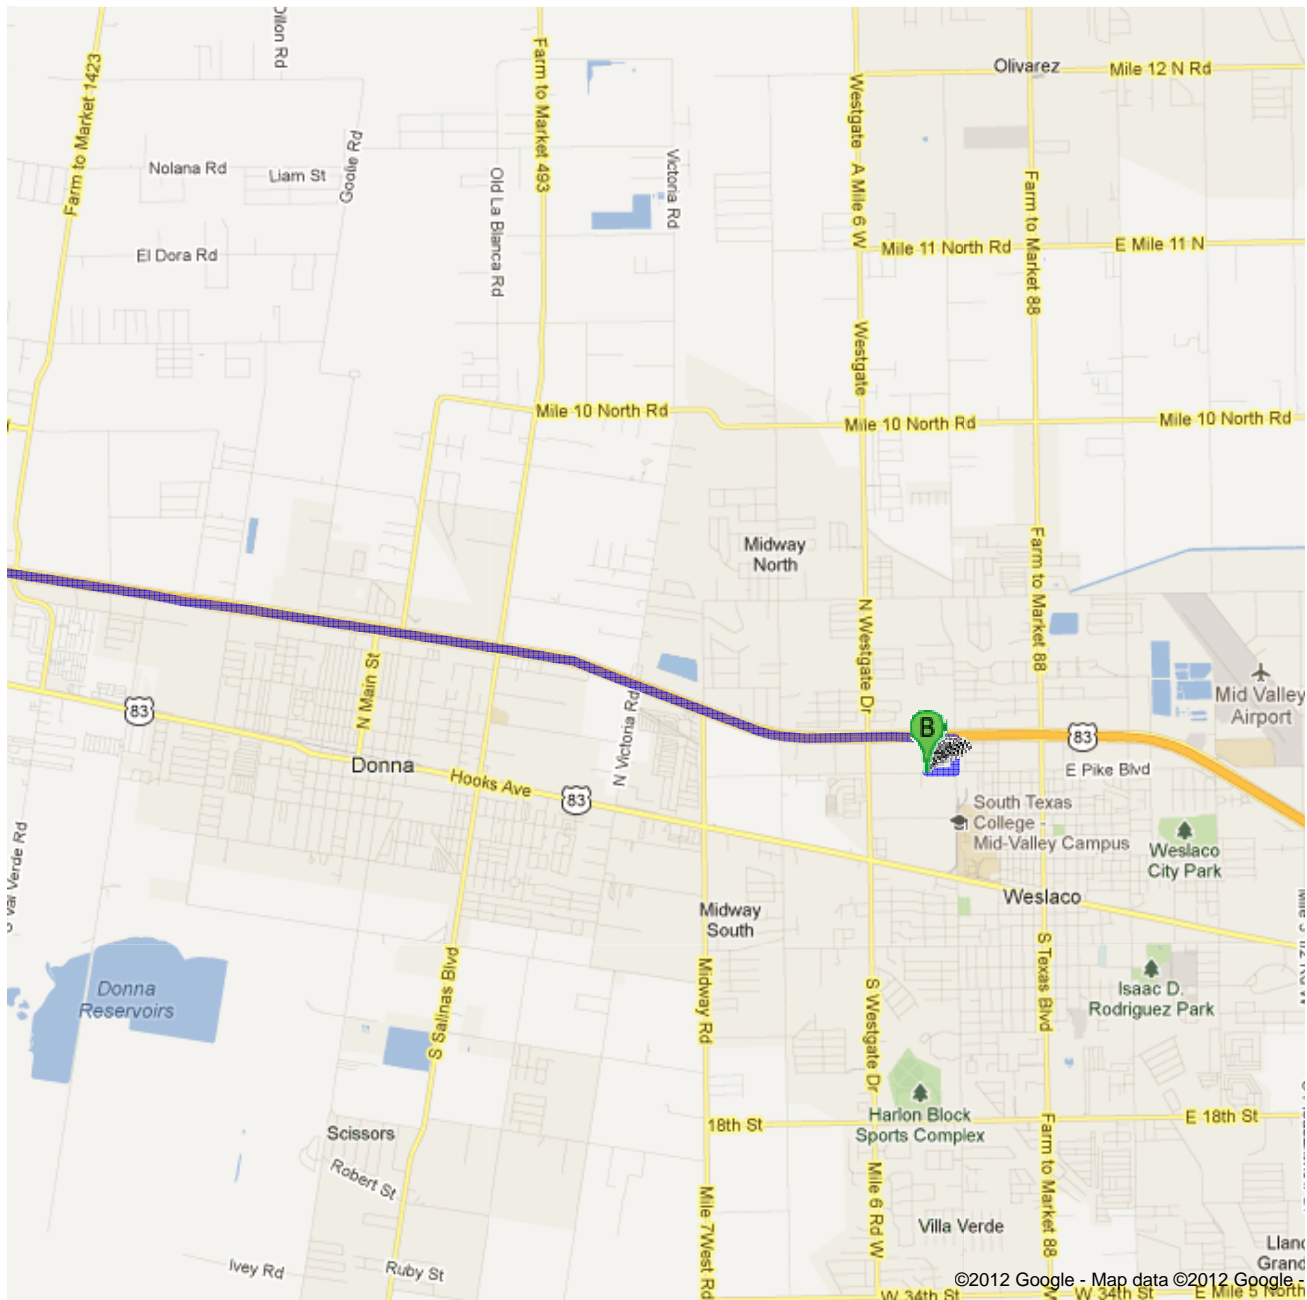 Dillon Rd
Farm to Market 1423
Farm to Market 493
Olivarez
Mile 12 N Rd
Westgate
A Mile 6 W
Nolana Rd
Liam St
Goolie Rd
Old La Blanca Rd
Victoria Rd
Farm to Market 88
El Dora Rd
Mile 11 North Rd
E Mile 11 N
Westgate
Mile 10 North Rd
Mile 10 North Rd
Mile 10 North Rd
Midway
North
Farm to Market 88
N Westgate Dr
N Main St
N Victoria Rd
83
83
B
Mid Valley
Airport
E Pike Blvd
Donna
Hooks Ave
83
South Texas
College -
Mid-Valley Campus
Weslaco
City Park
Weslaco
Midway
South
S Texas Blvd
Isaac D.
Rodriguez Park
Donna
Reservoirs
S Salinas Blvd
Midway Rd
S Westgate Dr
Harlon Block
Sports Complex
18th St
E 18th St
Scissors
Robert St
Mile 7West Rd
Mile 6 Rd W
Farm to Market 88
Villa Verde
Ivey Rd
Ruby St
Llano
Grand
©2012 Google - Map data ©2012 Google -
W 34th St
W 34th St
E Mile 5 North